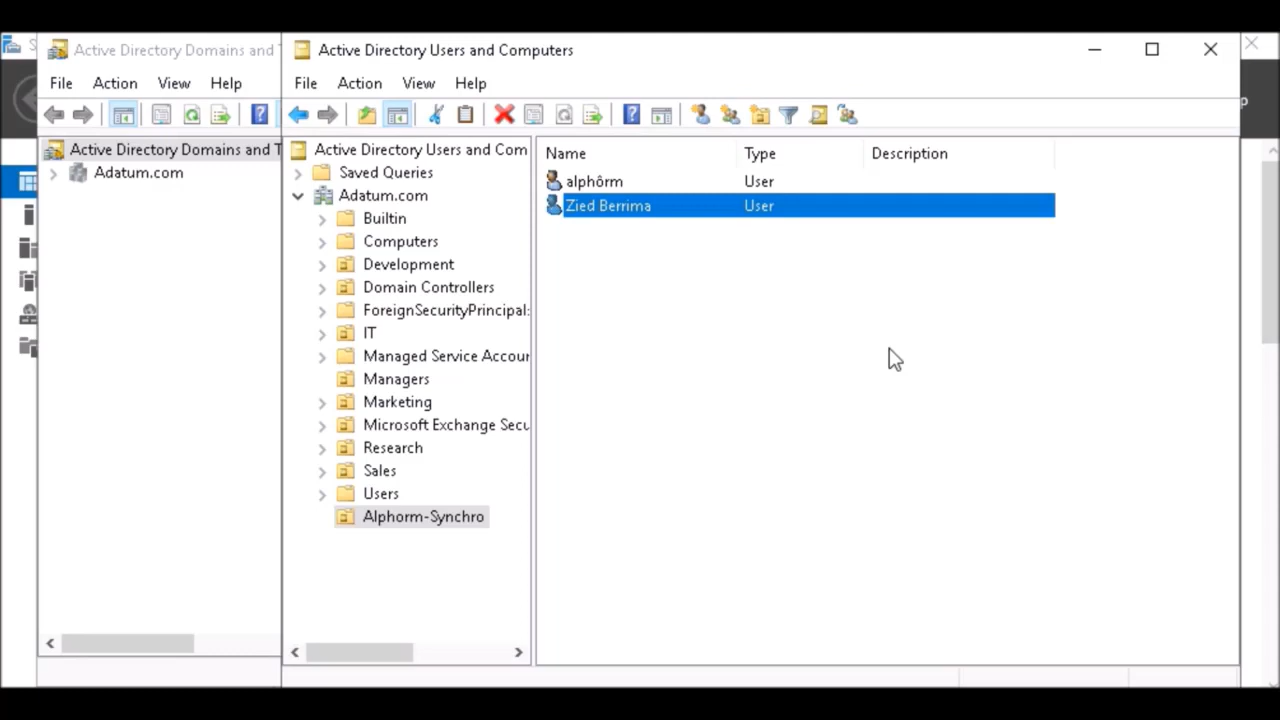 Active Directory Domains and T
File Action View Help
Active Directory Domains and T
Adatum.com
Active Directory Users and Computers
File Action View Help
Active Directory Users and Com
Saved Queries
Adatum.com
Builtin
Computers
Development
Domain Controllers
ForeignSecurityPrincipal:
IT
Managed Service Accour
Managers
Marketing
Microsoft Exchange Secu
Research
Sales
Users
Alphorm-Synchro
Name Type Description
alphôrm User
Zied Berrima User